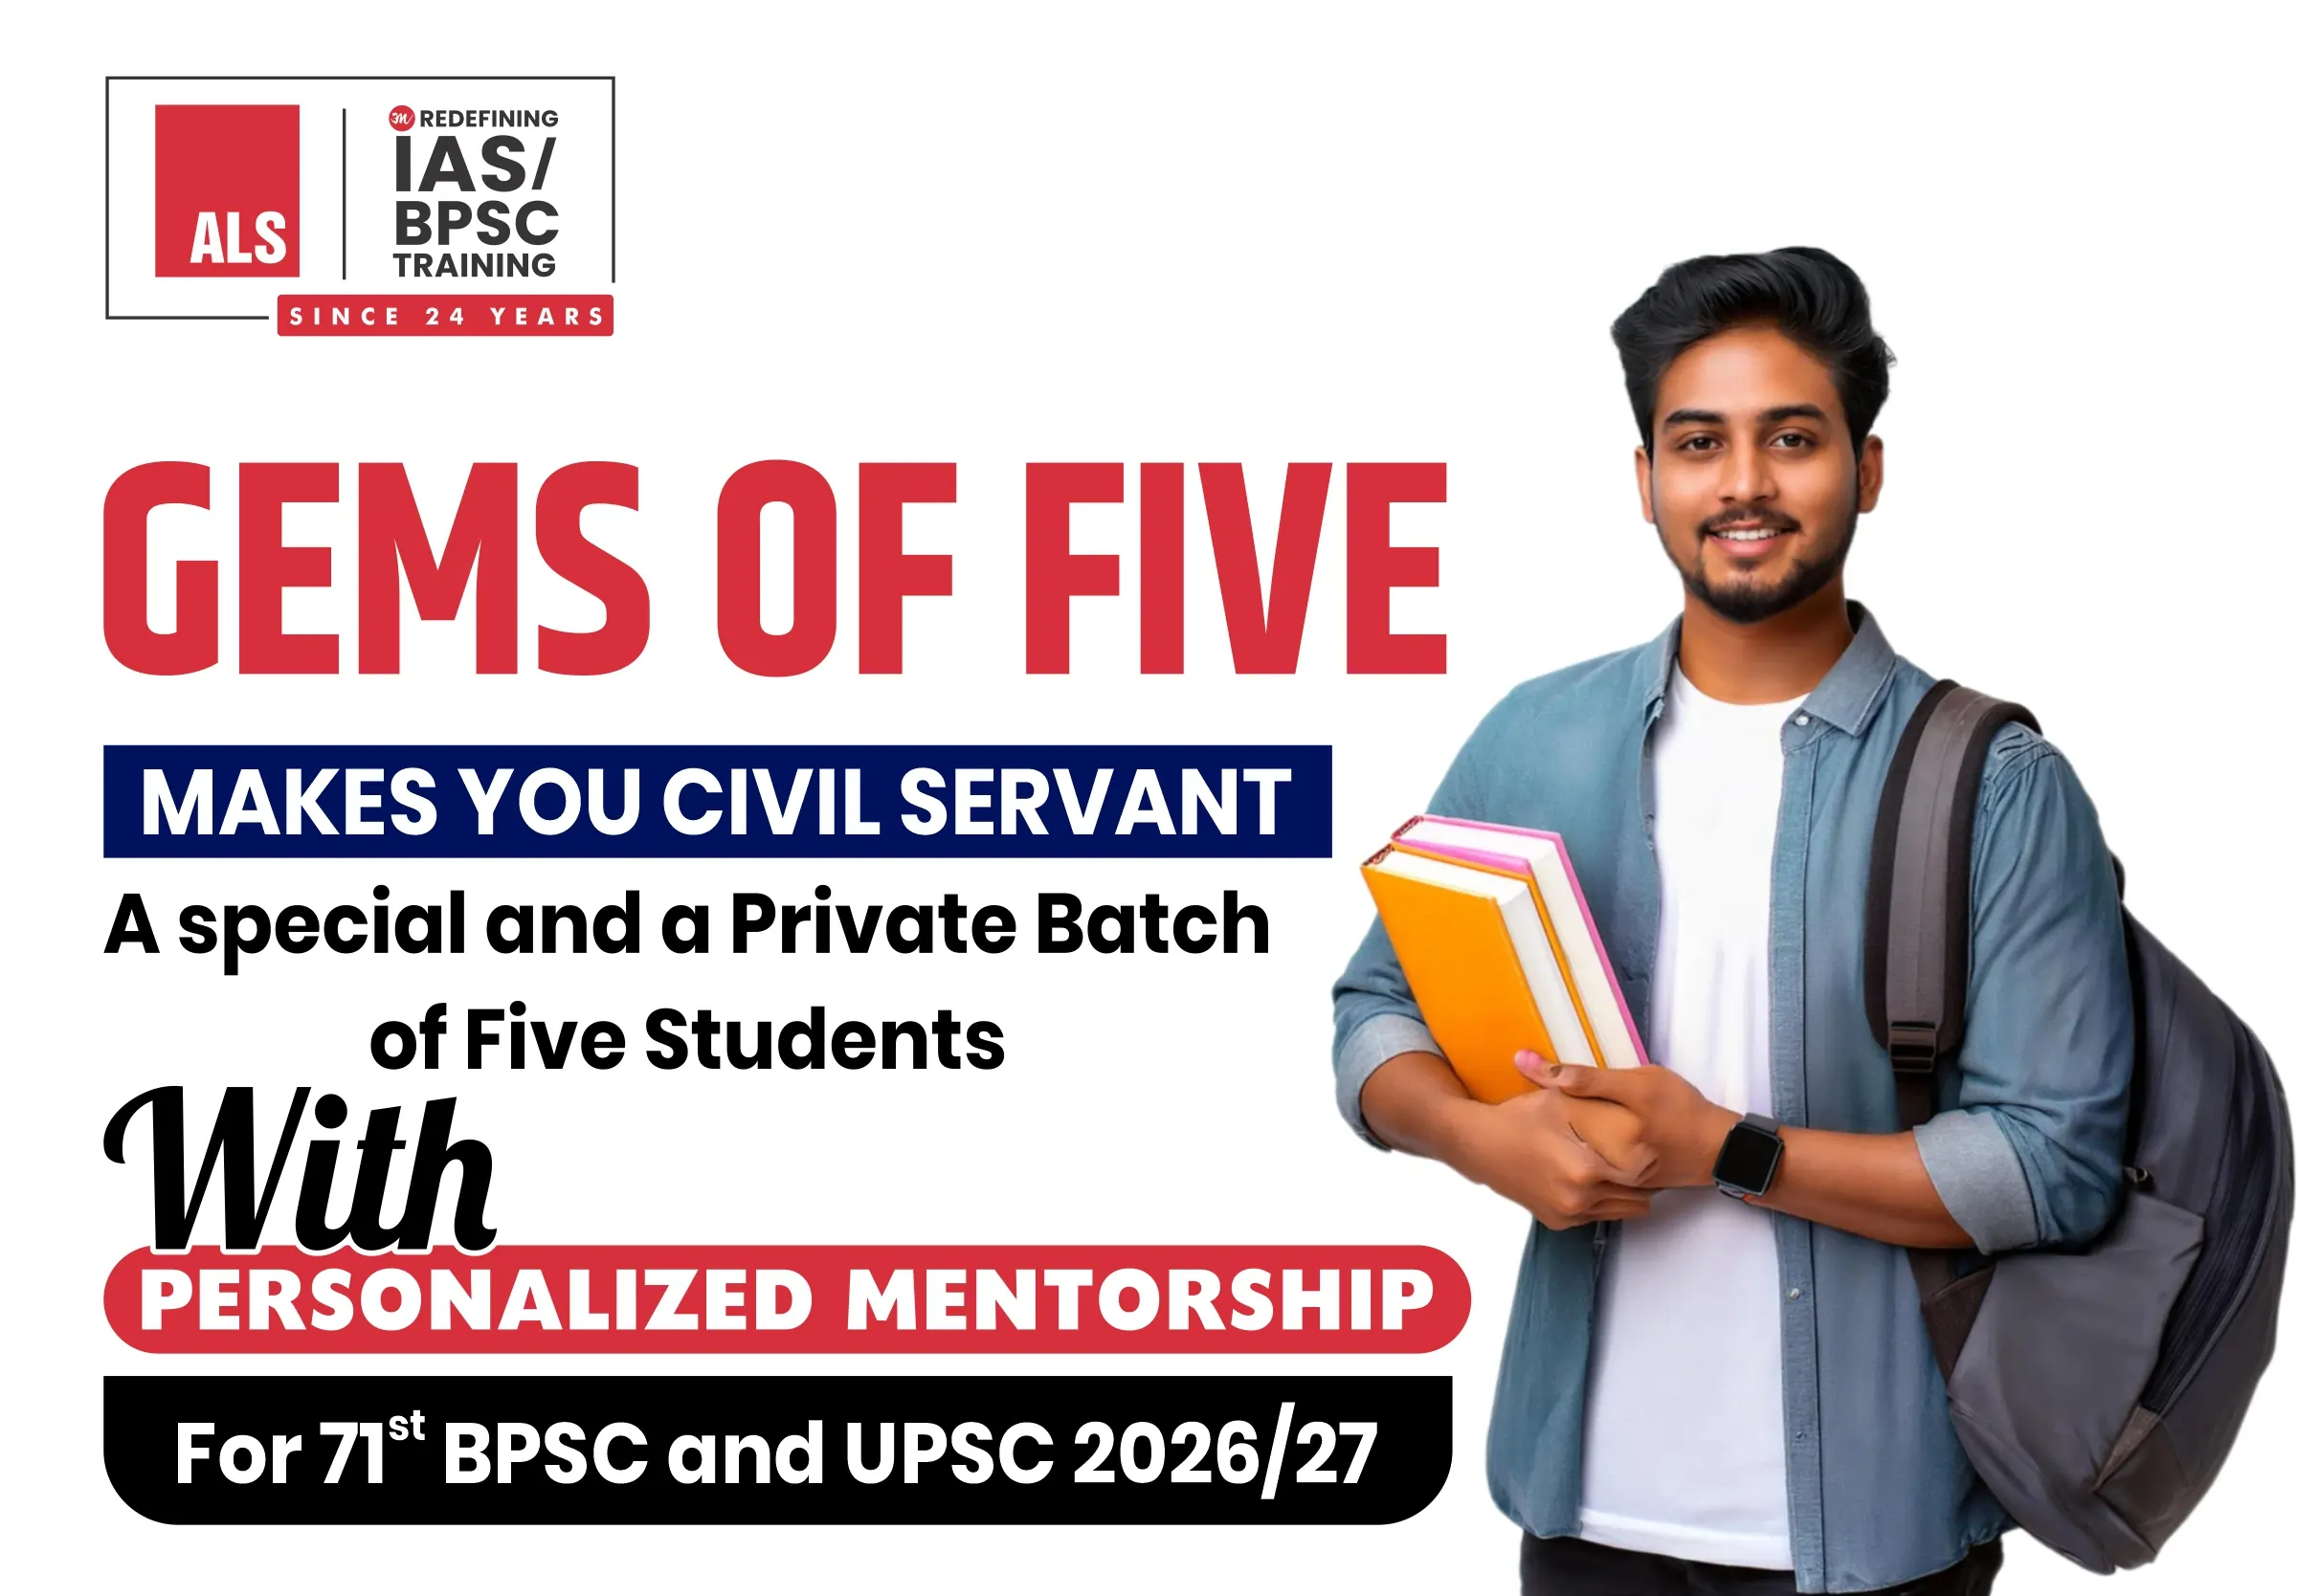 ALS
REDEFINING
IAS/
BPSC
TRAINING
SINCE 24 YEARS
GEMS OF FIVE
MAKES YOU CIVIL SERVANT
A special and a Private Batch
of Five Students
With
PERSONALIZED MENTORSHIP
For 71st BPSC and UPSC 2026/27